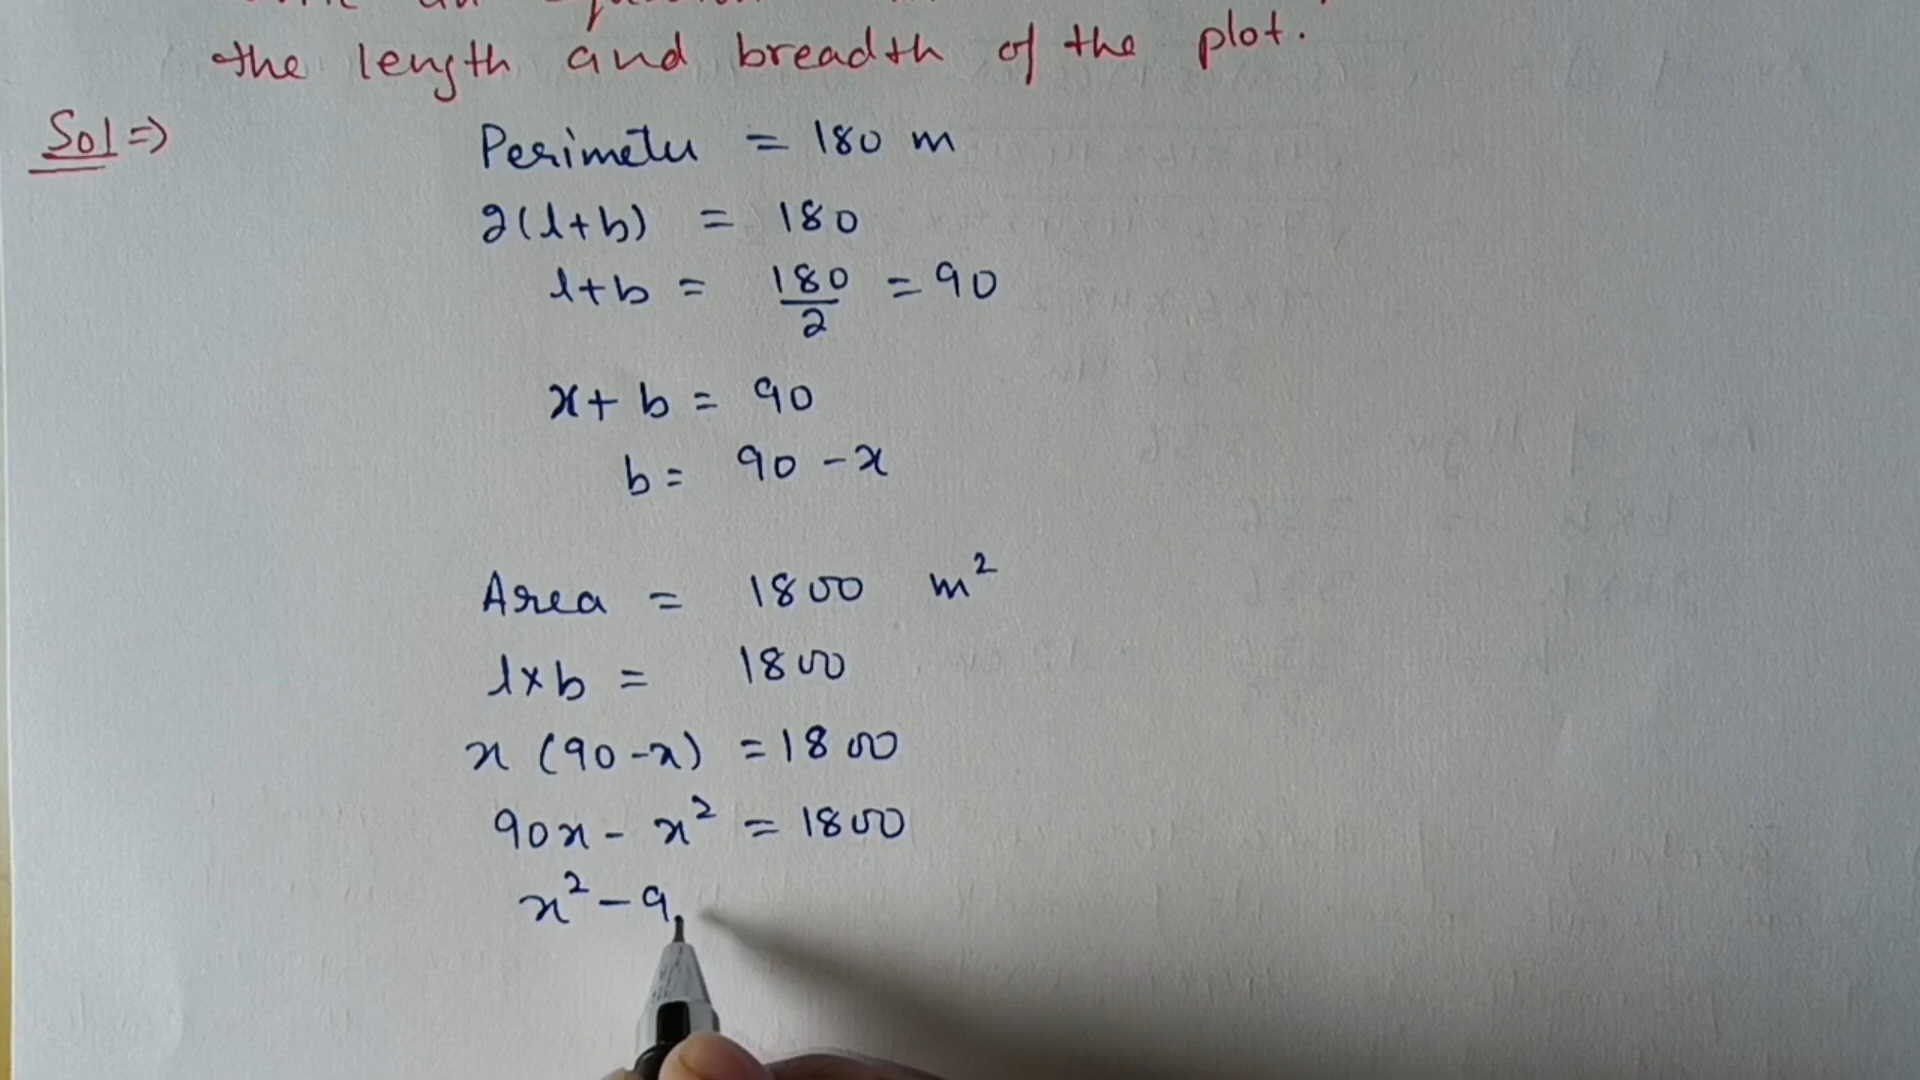 an
the length and breadth of the plot.
Sol =>
Perimeter = 180 m
2(l+b) = 180
l+b = 180/2 = 90
x+ b = 90
b = 90 - x
Area = 1800 m²
l×b = 1800
x (90-x) = 1800
90x - x² = 1800
x² - 9